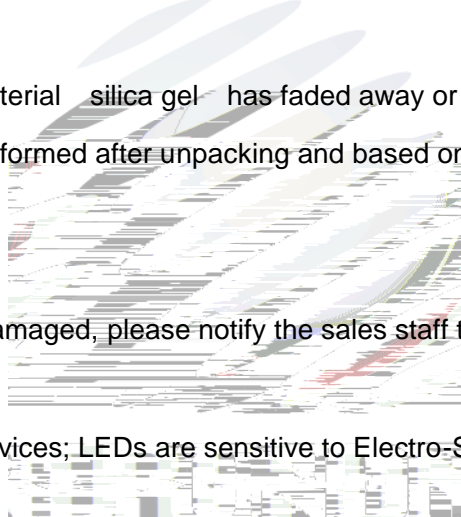 terial silica gel has faded away or
formed after unpacking and based on
amaged, please notify the sales staff t
vices; LEDs are sensitive to Electro-S